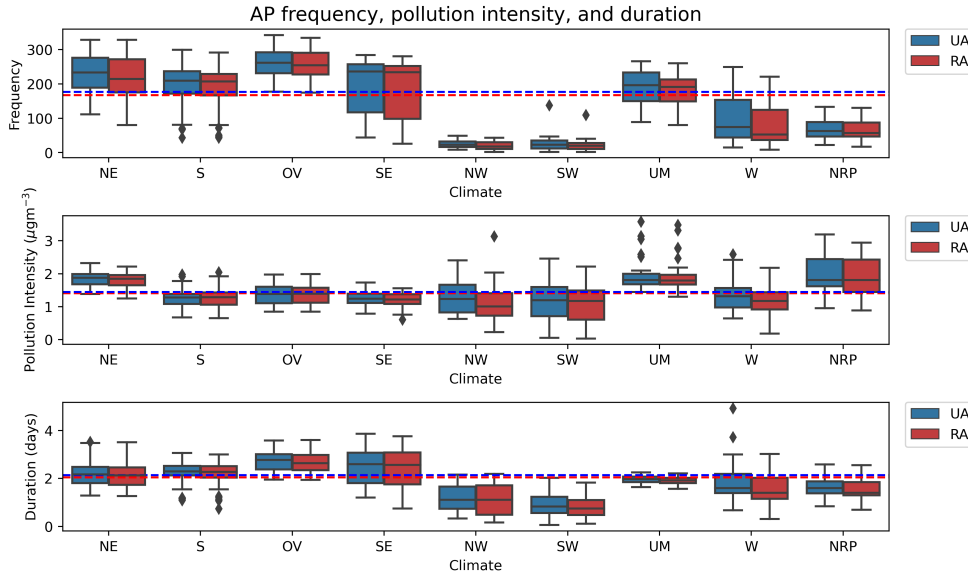 AP frequency, pollution intensity, and duration
Frequency
300
200
100
0
NE S OV SE NW SW UM W NRP
Climate
UA
RA
Pollution Intensity (μgm⁻³)
3
2
1
0
NE S OV SE NW SW UM W NRP
Climate
UA
RA
Duration (days)
4
2
0
NE S OV SE NW SW UM W NRP
Climate
UA
RA